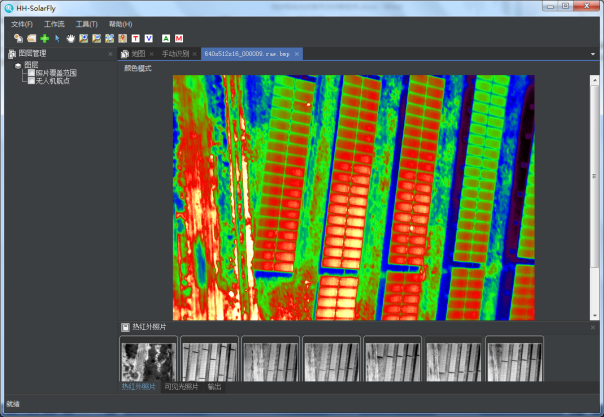 HH-SolarFly
文件(F) 工作流 工具(T) 帮助(H)
T V A M
图层管理
地图 手动识别 640x512x16_000009.raw.bmp
图层
照片覆盖范围
无人机航点
颜色模式
热红外照片
热红外照片 可见光照片 输出
就绪